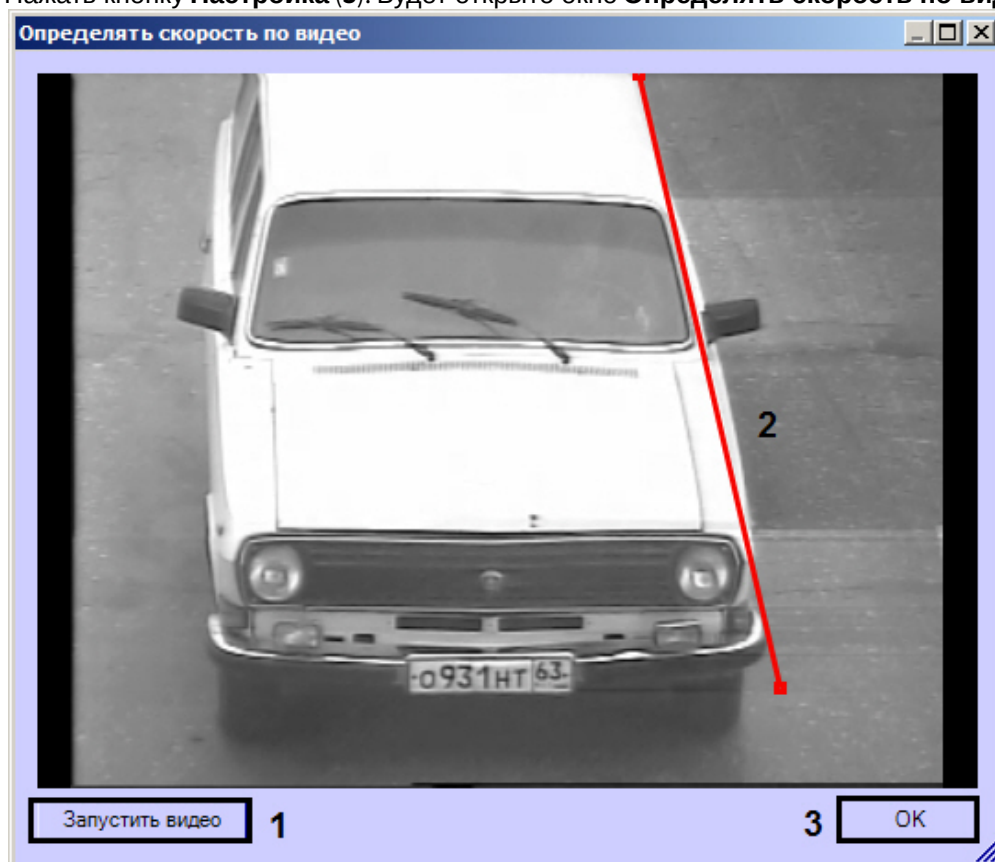 Нажать кнопку Настройка (3). Будет открыто окно Определять скорость по ви
Определять скорость по видео
2
о931нт 63
Запустить видео 1 3 OK